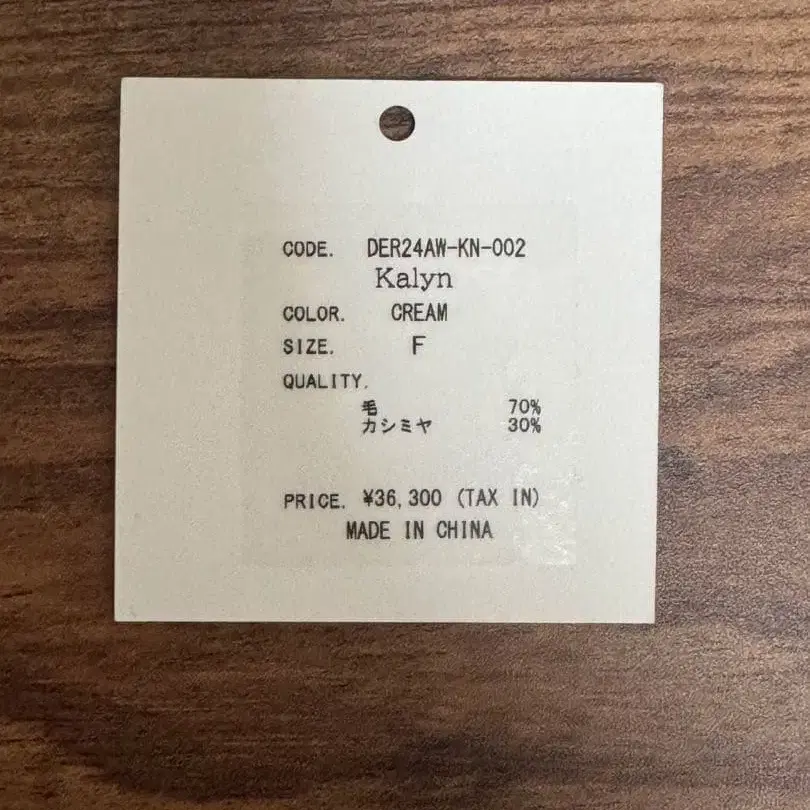 CODE. DER24AW-KN-002
Kalyn
COLOR. CREAM
SIZE. F
QUALITY.
毛 70%
カシミヤ 30%
PRICE. ¥36,300 (TAX IN)
MADE IN CHINA